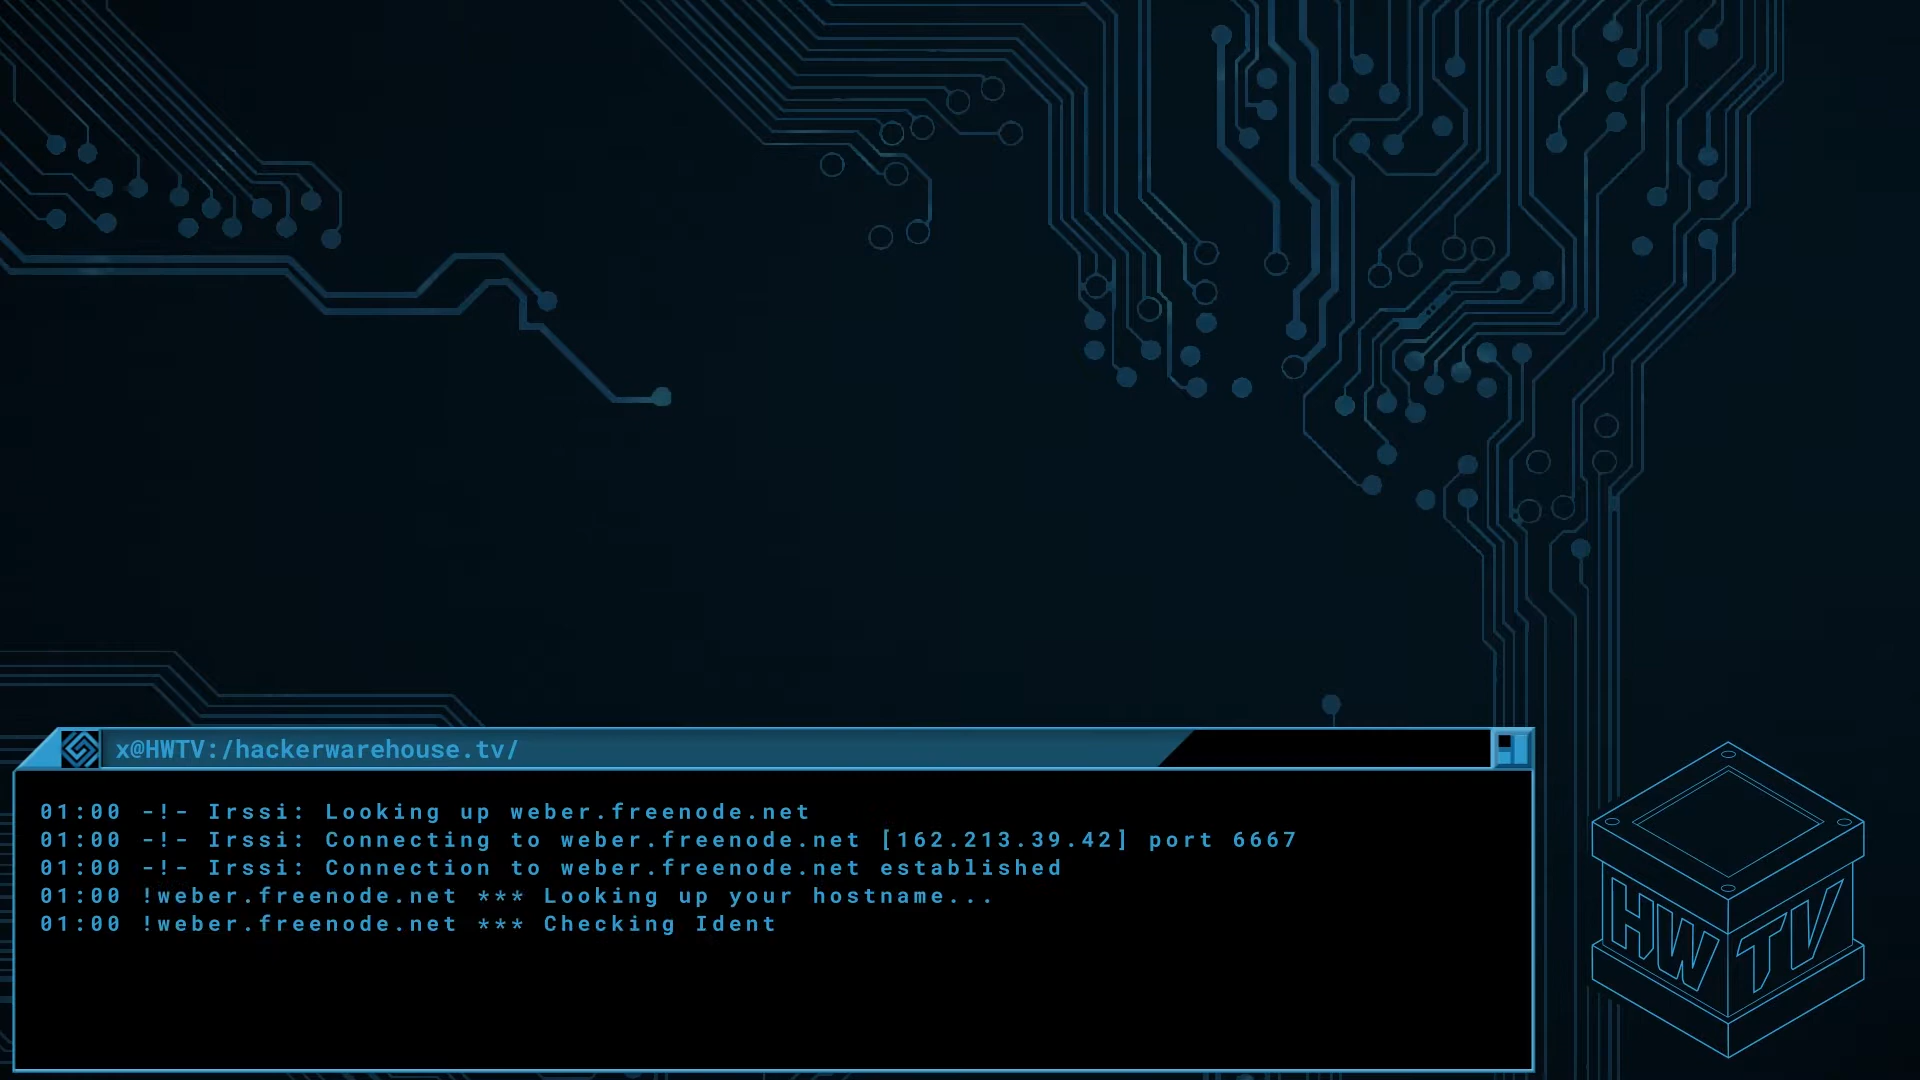 x@HWTV:/hackerwarehouse.tv/
01:00 -!- Irssi: Looking up weber.freenode.net
01:00 -!- Irssi: Connecting to weber.freenode.net [162.213.39.42] port 6667
01:00 -!- Irssi: Connection to weber.freenode.net established
01:00 !weber.freenode.net *** Looking up your hostname...
01:00 !weber.freenode.net *** Checking Ident
HW TV